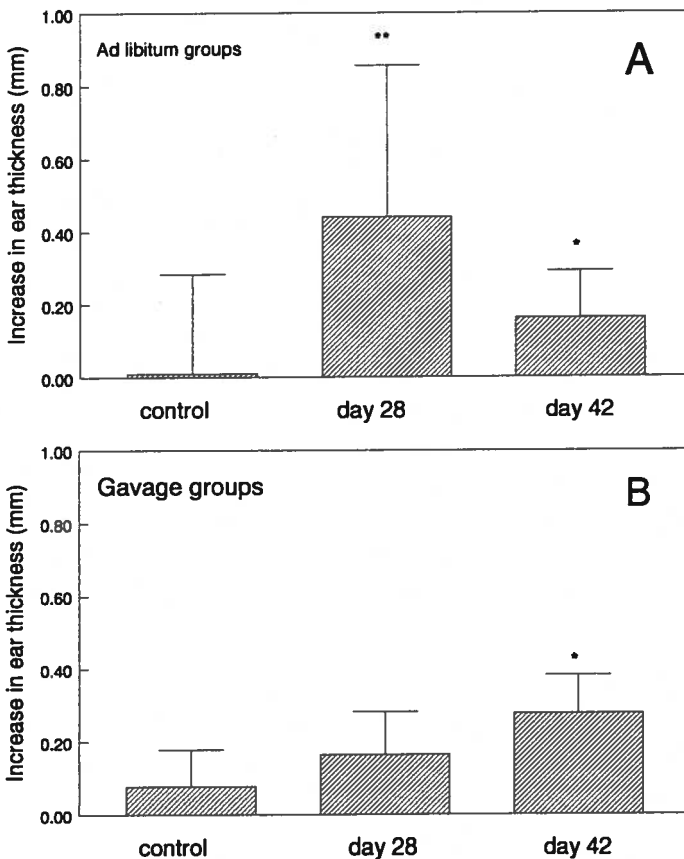 Increase in ear thickness (mm)
1.00
0.80
0.60
0.40
0.20
0.00
Ad libitum groups
A
**
*
control
day 28
day 42
Increase in ear thickness (mm)
1.00
0.80
0.60
0.40
0.20
0.00
Gavage groups
B
*
control
day 28
day 42